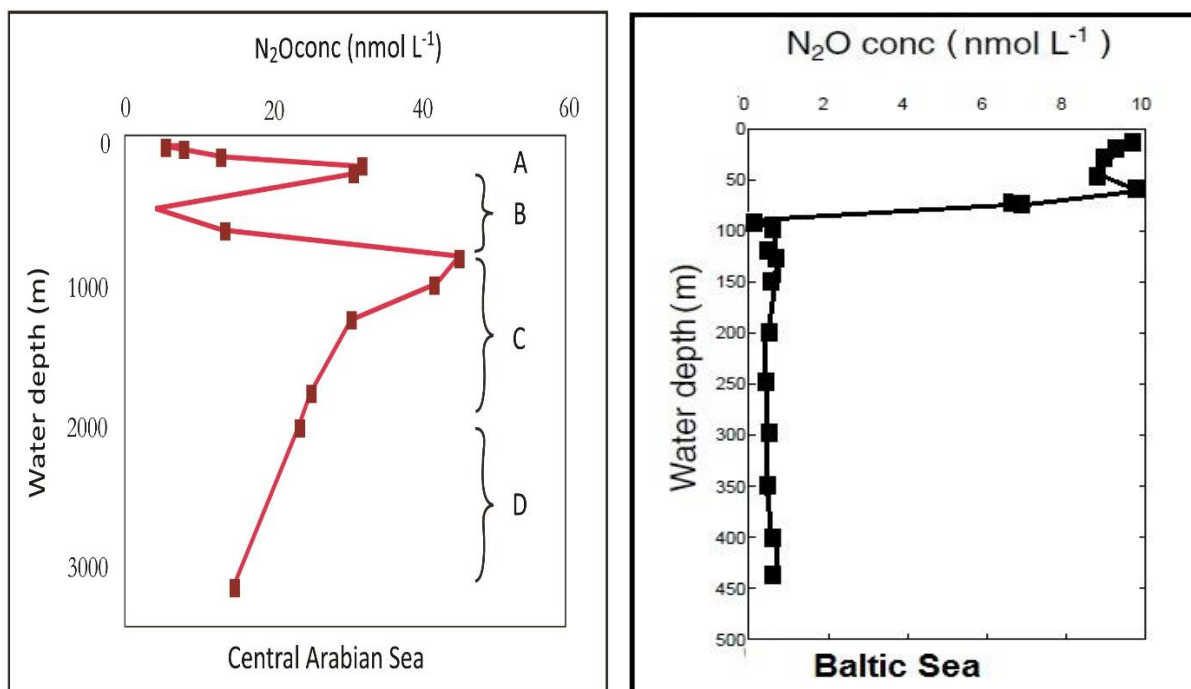 N₂Oconc (nmol L⁻¹)
0 20 40 60
0
1000
2000
3000
Water depth (m)
A
B
C
D
Central Arabian Sea
N₂O conc ( nmol L⁻¹ )
0 2 4 6 8 10
0
50
100
150
200
250
300
350
400
450
500
Water depth (m)
Baltic Sea